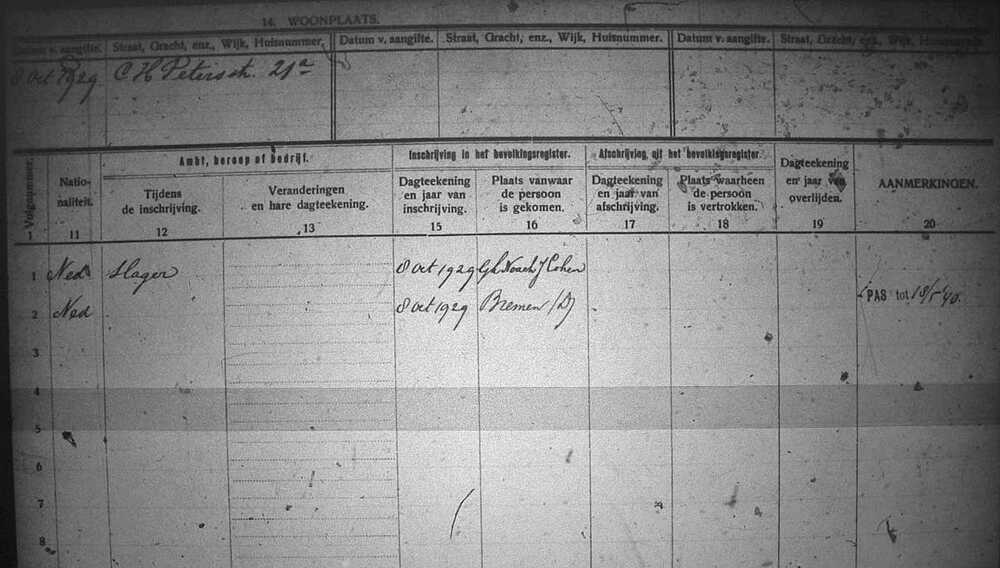 14. WOONPLAATS.
Datum v. aangifte. Straat, Gracht, enz., Wijk, Huisnummer. Datum v. aangifte. Straat, Gracht, enz., Wijk, Huisnummer. Datum v. aangifte. Straat, Gracht, enz., Wijk, Huisnummer.
8 Oct 1929 C H Petersstr. 21a
Volgnummer. Nationaliteit. Ambt, beroep of bedrijf. Inschrijving in het bevolkingsregister. Afschrijving uit het bevolkingsregister. Dagteekening en jaar van overlijden. AANMERKINGEN.
Tijdens de inschrijving. Veranderingen en hare dagteekening. Dagteekening en jaar van inschrijving. Plaats vanwaar de persoon is gekomen. Dagteekening en jaar van afschrijving. Plaats waarheen de persoon is vertrokken.
1 11 12 13 15 16 17 18 19 20
1 Ned Slager 8 Oct 1929 Gk Noach J Cohen
2 Ned 8 Oct 1929 Bremen (D) PAS tot
3
4
5
6
7
8